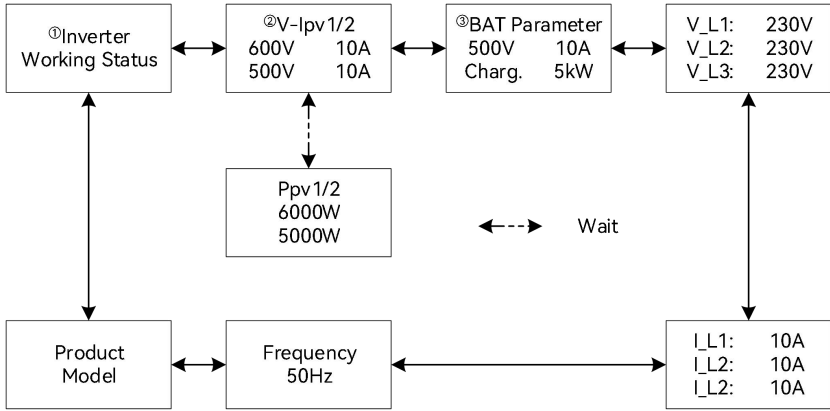 ①Inverter
Working Status
②V-Ipv1/2
600V 10A
500V 10A
③BAT Parameter
500V 10A
Charg. 5kW
V_L1: 230V
V_L2: 230V
V_L3: 230V
Ppv1/2
6000W
5000W
Wait
Product
Model
Frequency
50Hz
I_L1: 10A
I_L2: 10A
I_L2: 10A